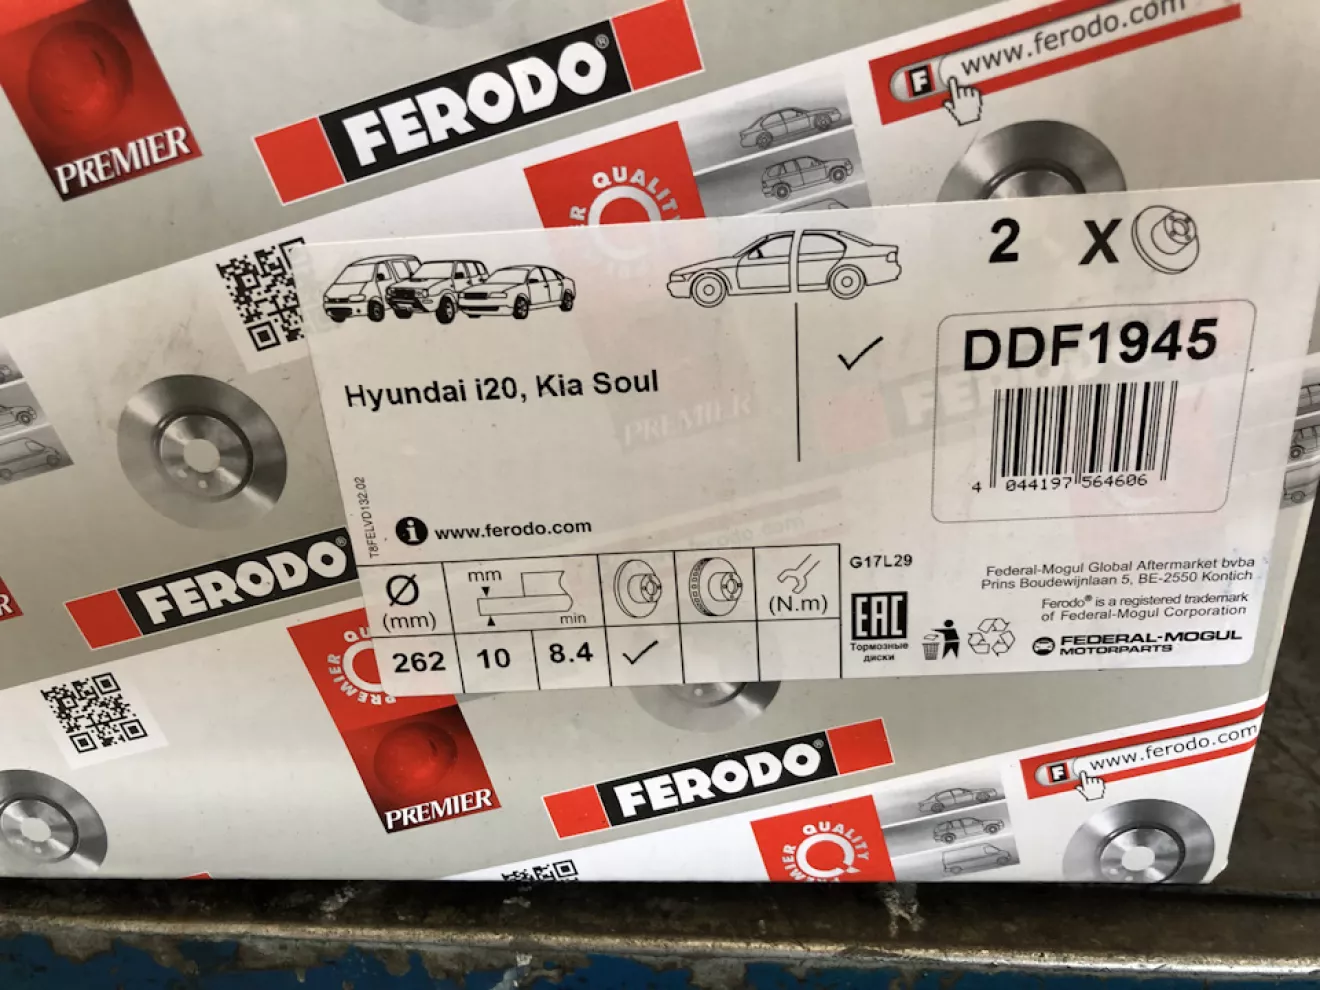 PREMIER
FERODO®
F www.ferodo.com
QUALITY
2 X
DDF1945
4 044197 564606
Hyundai i20, Kia Soul
PREMIER
T8FELVD132.02
i www.ferodo.com
Ø
(mm)
mm
min
(N.m)
262 10 8.4
G17L29
EAC
Тормозные
диски
Federal-Mogul Global Aftermarket bvba
Prins Boudewijnlaan 5, BE-2550 Kontich
Ferodo® is a registered trademark
of Federal-Mogul Corporation
FEDERAL-MOGUL
MOTORPARTS
FERODO®
PREMIER
PREMIER
FERODO®
F www.ferodo.com
PREMIER QUALITY
PREMIER